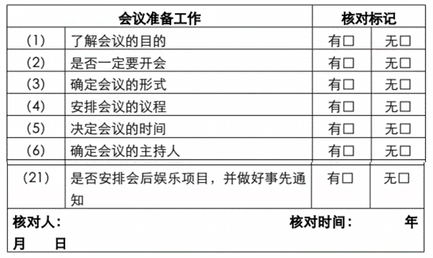 会议准备工作 核对标记
（1） 了解会议的目的 有□ 无□
（2） 是否一定要开会 有□ 无□
（3） 确定会议的形式 有□ 无□
（4） 安排会议的议程 有□ 无□
（5） 决定会议的时间 有□ 无□
（6） 确定会议的主持人 有□ 无□
（21） 是否安排会后娱乐项目，并做好事先通 有□ 无□
知
核对人： 核对时间： 年
月 日